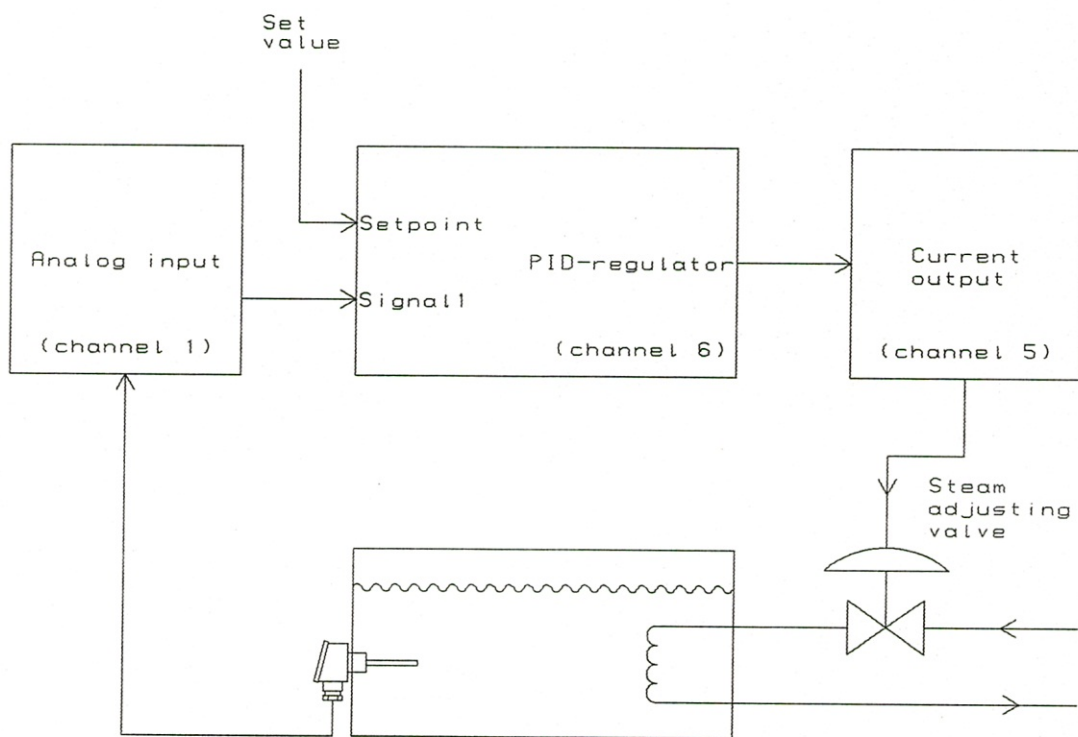 Set
value
Setpoint
Analog input
PID-regulator
Current
output
Signal1
(channel 1)
(channel 6)
(channel 5)
Steam
adjusting
valve